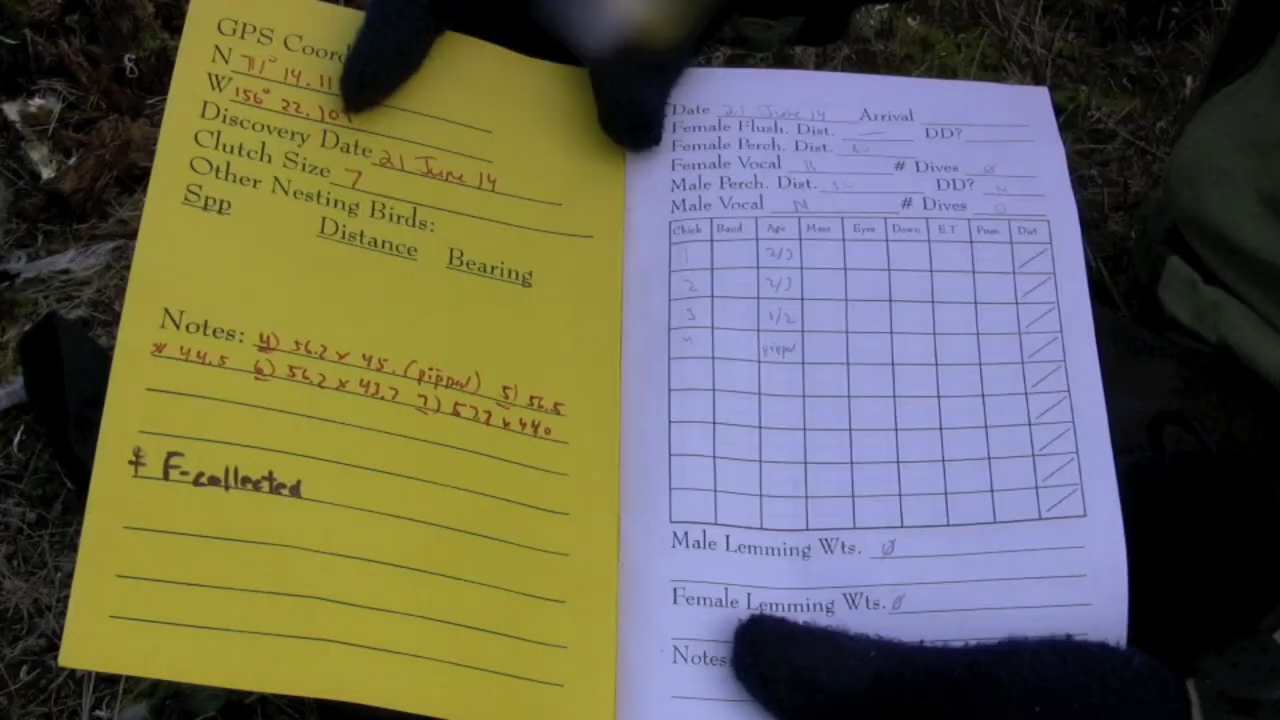 GPS Coord
N 71° 14. 11
W 156° 22. 104
Discovery Date 21 June 14
Clutch Size 7
Other Nesting Birds:
Spp Distance Bearing
Notes: 4) 56.2 x 45. (pipped) 5) 56.5
x 44.5 6) 56.2 x 43.7 7) 57.7 x 44.0
F-collected
Date 21 June 14 Arrival
Female Flush. Dist. — DD?
Female Perch. Dist.
Female Vocal B # Dives 0
Male Perch. Dist. DD? N
Male Vocal N # Dives 0
Chick Band Age Mass Eyes Down E.T Prim. Dist
1 2/3
2 2/3
3 1/2
4 pipped
Male Lemming Wts. Ø
Female Lemming Wts. Ø
Notes